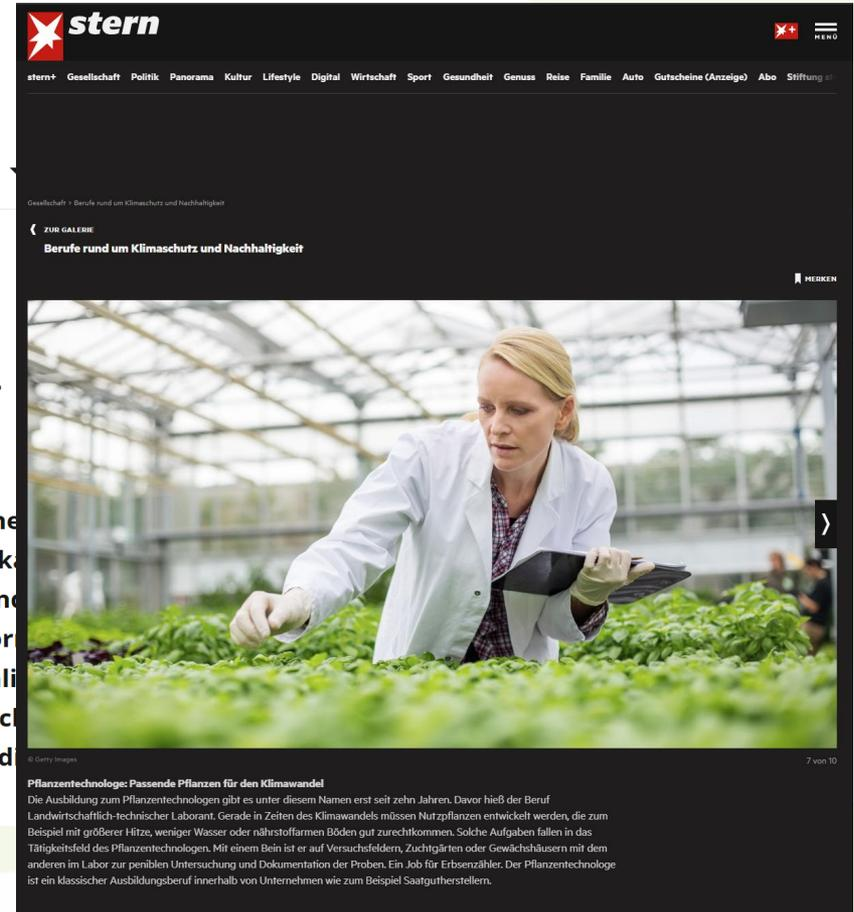 stern
MENÜ
stern+ Gesellschaft Politik Panorama Kultur Lifestyle Digital Wirtschaft Sport Gesundheit Genuss Reise Familie Auto Gutscheine (Anzeige) Abo Stiftung
Gesellschaft > Berufe rund um Klimaschutz und Nachhaltigkeit
ZUR GALERIE
Berufe rund um Klimaschutz und Nachhaltigkeit
MERKEN
© Getty Images
7 von 10
Pflanzentechnologe: Passende Pflanzen für den Klimawandel
Die Ausbildung zum Pflanzentechnologen gibt es unter diesem Namen erst seit zehn Jahren. Davor hieß der Beruf
Landwirtschaftlich-technischer Laborant. Gerade in Zeiten des Klimawandels müssen Nutzpflanzen entwickelt werden, die zum
Beispiel mit größerer Hitze, weniger Wasser oder nährstoffarmen Böden gut zurechtkommen. Solche Aufgaben fallen in das
Tätigkeitsfeld des Pflanzentechnologen. Mit einem Bein ist er auf Versuchsfeldern, Zuchtgärten oder Gewächshäusern mit dem
anderen im Labor zur peniblen Untersuchung und Dokumentation der Proben. Ein Job für Erbsenzähler. Der Pflanzentechnologe
ist ein klassischer Ausbildungsberuf innerhalb von Unternehmen wie zum Beispiel Saatgutherstellern.